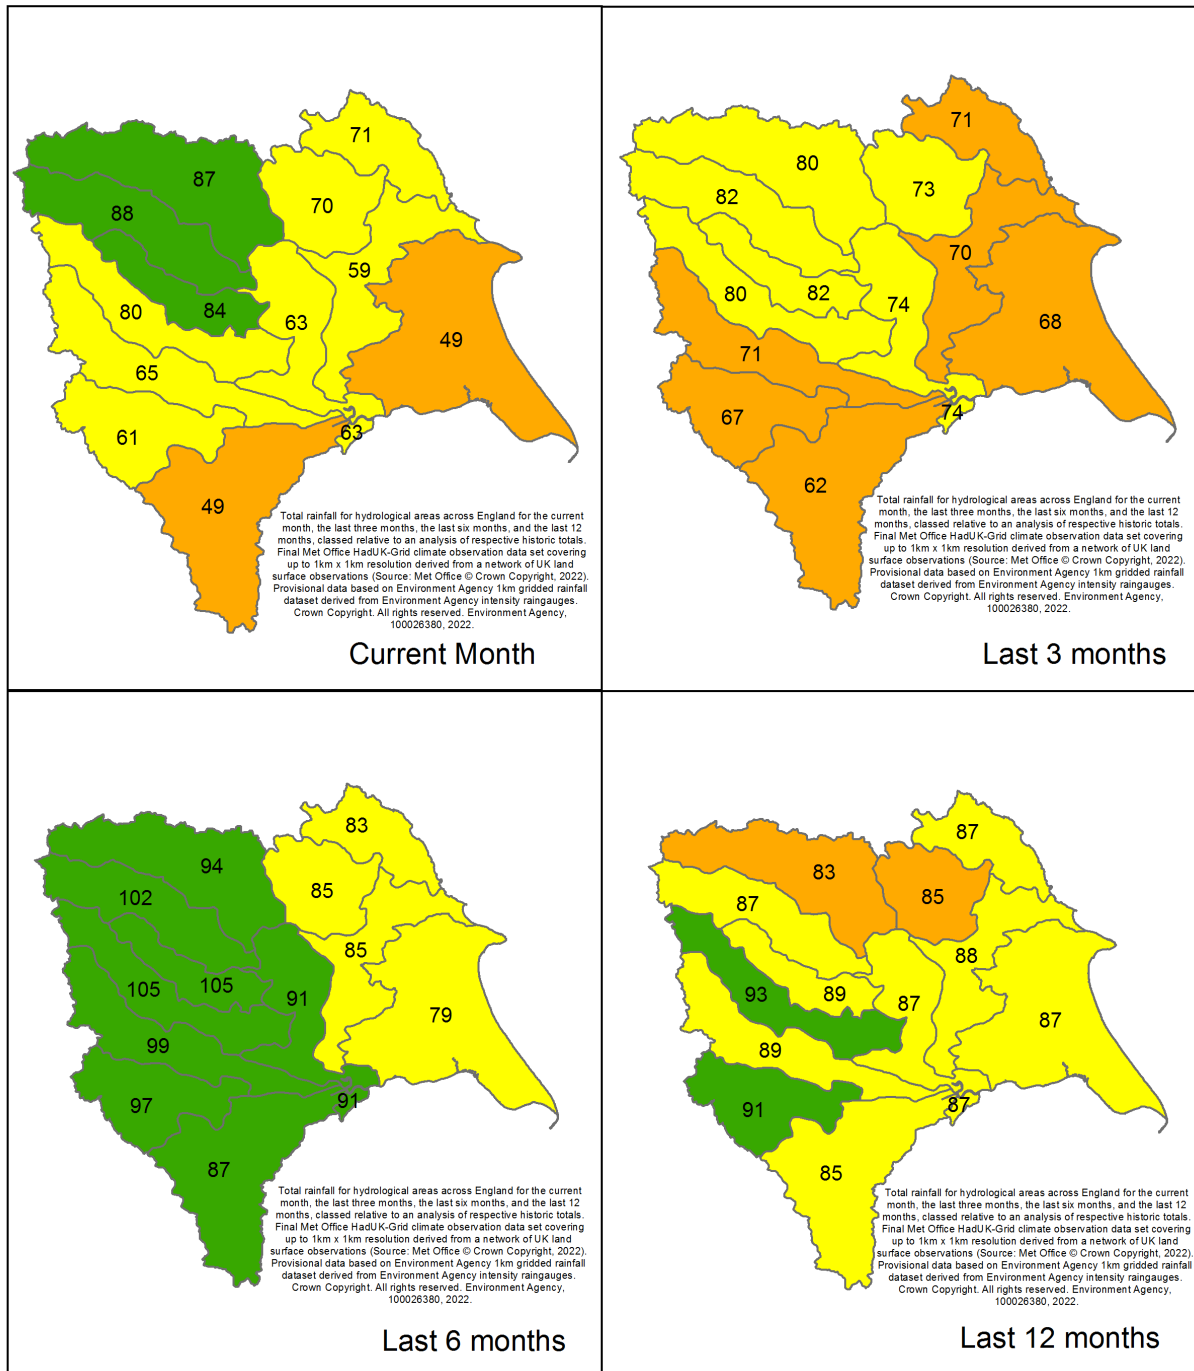 71
87
70
88
59
80
84
63
49
65
61
63
49
Total rainfall for hydrological areas across England for the current
month, the last three months, the last six months, and the last 12
months, classed relative to an analysis of respective historic totals.
Final Met Office HadUK-Grid climate observation data set covering
up to 1km x 1km resolution derived from a network of UK land
surface observations (Source: Met Office © Crown Copyright, 2022).
Provisional data based on Environment Agency 1km gridded rainfall
dataset derived from Environment Agency intensity raingauges.
Crown Copyright. All rights reserved. Environment Agency,
100026380, 2022.
Current Month
71
80
73
82
70
80
82
74
68
71
74
67
62
Total rainfall for hydrological areas across England for the current
month, the last three months, the last six months, and the last 12
months, classed relative to an analysis of respective historic totals.
Final Met Office HadUK-Grid climate observation data set covering
up to 1km x 1km resolution derived from a network of UK land
surface observations (Source: Met Office © Crown Copyright, 2022).
Provisional data based on Environment Agency 1km gridded rainfall
dataset derived from Environment Agency intensity raingauges.
Crown Copyright. All rights reserved. Environment Agency,
100026380, 2022.
Last 3 months
83
94
85
102
85
105
105
91
79
99
97
91
87
Total rainfall for hydrological areas across England for the current
month, the last three months, the last six months, and the last 12
months, classed relative to an analysis of respective historic totals.
Final Met Office HadUK-Grid climate observation data set covering
up to 1km x 1km resolution derived from a network of UK land
surface observations (Source: Met Office © Crown Copyright, 2022).
Provisional data based on Environment Agency 1km gridded rainfall
dataset derived from Environment Agency intensity raingauges.
Crown Copyright. All rights reserved. Environment Agency,
100026380, 2022.
Last 6 months
87
83
85
87
88
93
89
87
87
89
91
87
85
Total rainfall for hydrological areas across England for the current
month, the last three months, the last six months, and the last 12
months, classed relative to an analysis of respective historic totals.
Final Met Office HadUK-Grid climate observation data set covering
up to 1km x 1km resolution derived from a network of UK land
surface observations (Source: Met Office © Crown Copyright, 2022).
Provisional data based on Environment Agency 1km gridded rainfall
dataset derived from Environment Agency intensity raingauges.
Crown Copyright. All rights reserved. Environment Agency,
100026380, 2022.
Last 12 months